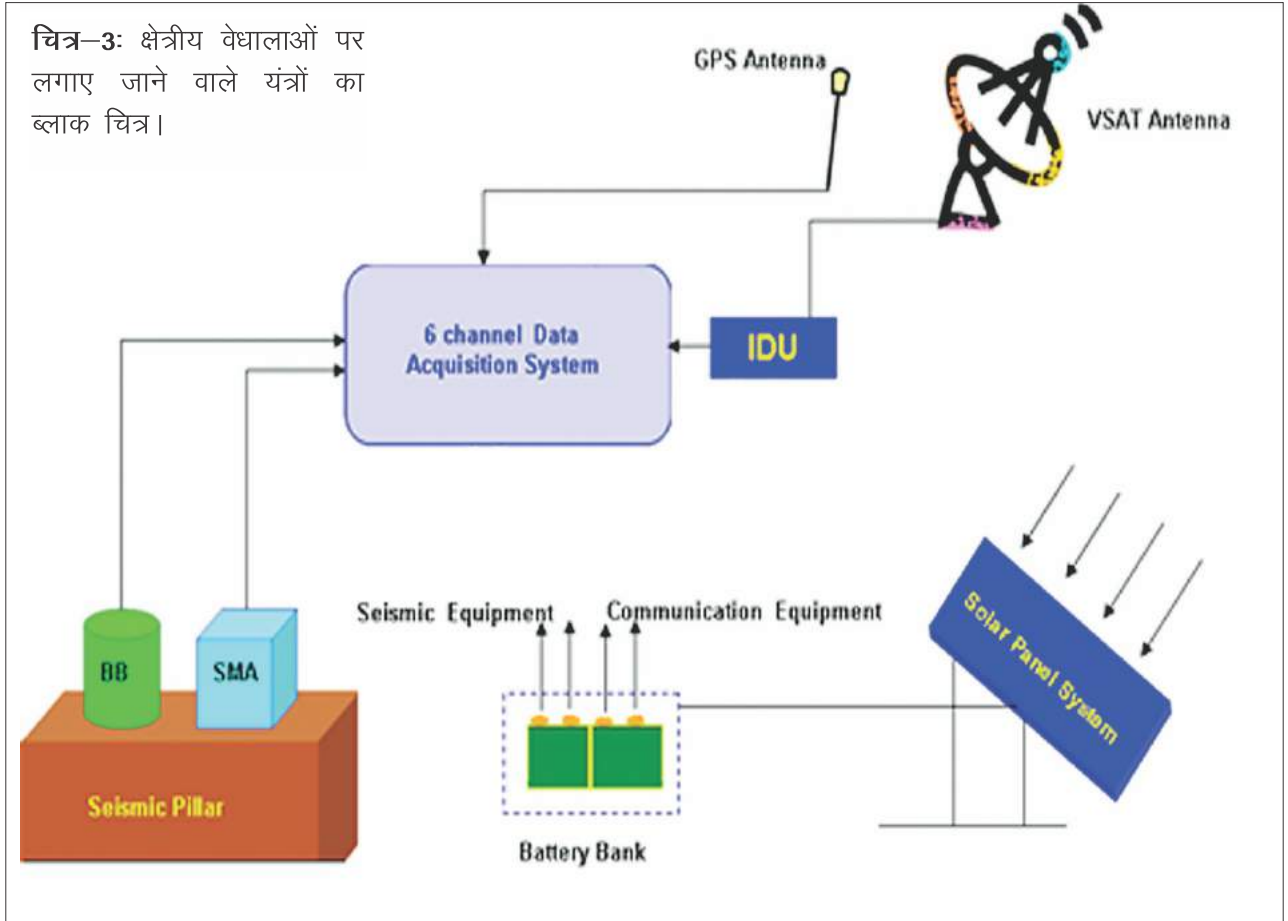 चित्र–3: क्षेत्रीय वेधालाओं पर
लगाए जाने वाले यंत्रों का
ब्लाक चित्र।
GPS Antenna
VSAT Antenna
6 channel Data
Acquisition System
IDU
Seismic Equipment
Communication Equipment
BB
SMA
Solar Panel System
Seismic Pillar
Battery Bank